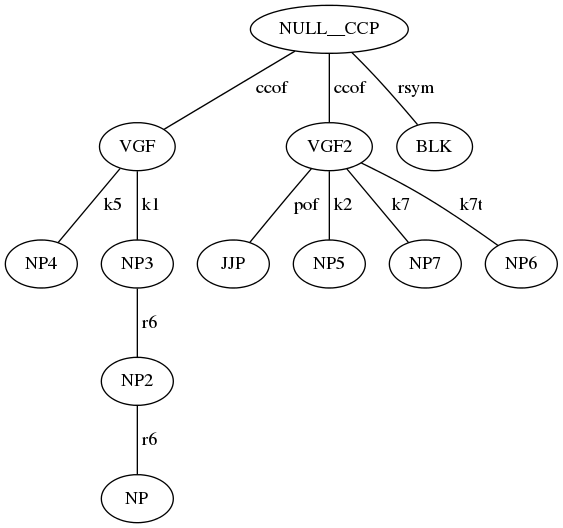 NULL__CCP
ccof ccof rsym
VGF VGF2 BLK
k5 k1 pof k2 k7 k7t
NP4 NP3 JJP NP5 NP7 NP6
r6
NP2
r6
NP